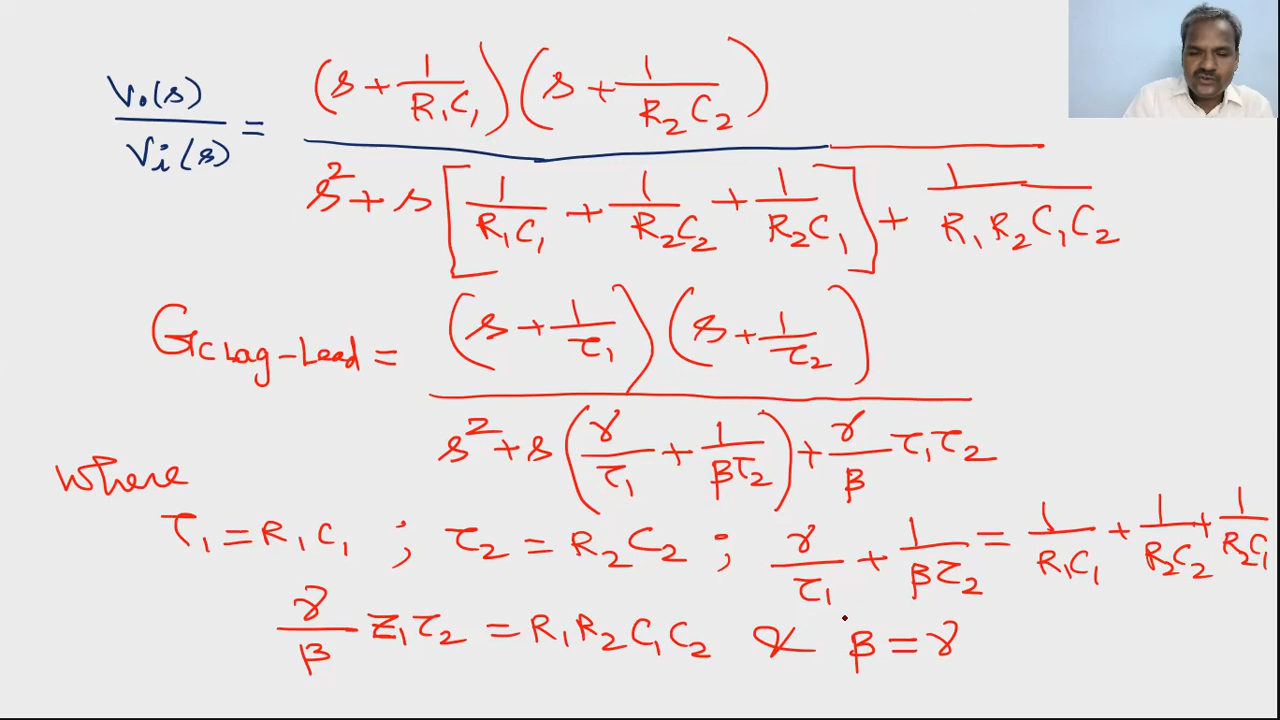 V₀(s)/Vi(s) = (s + 1/R₁C₁)(s + 1/R₂C₂) / s² + s[1/R₁C₁ + 1/R₂C₂ + 1/R₂C₁] + 1/R₁R₂C₁C₂
Gc Lag-Lead = (s + 1/τ₁)(s + 1/τ₂) / s² + s(γ/τ₁ + 1/βτ₂) + γ/β τ₁τ₂
where
τ₁ = R₁C₁ ; τ₂ = R₂C₂ ; γ/τ₁ + 1/βτ₂ = 1/R₁C₁ + 1/R₂C₂ + 1/R₂C₁
γ/β τ₁τ₂ = R₁R₂C₁C₂ & β = γ